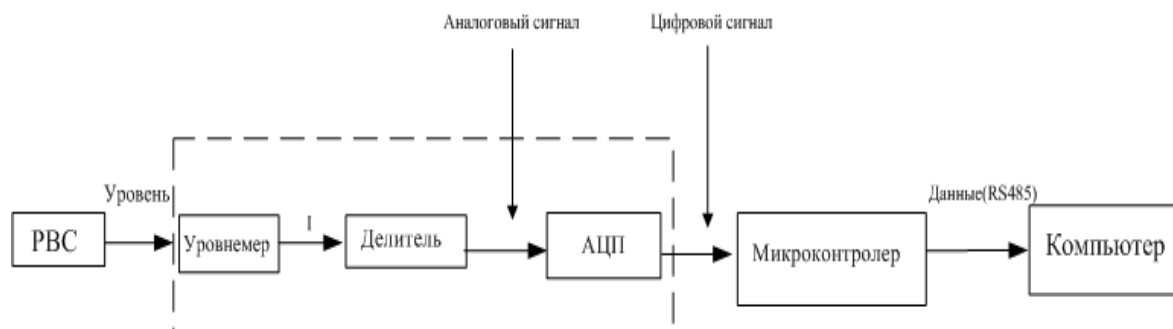 Аналоговый сигнал
Цифровой сигнал
Уровень
I
Данные(RS485)
РВС
Уровнемер
Делитель
АЦП
Микроконтролер
Компьютер